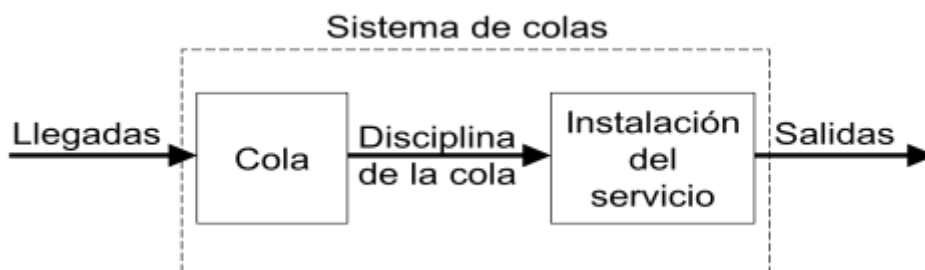 Sistema de colas
Llegadas
Cola
Disciplina
de la cola
Instalación
del
servicio
Salidas